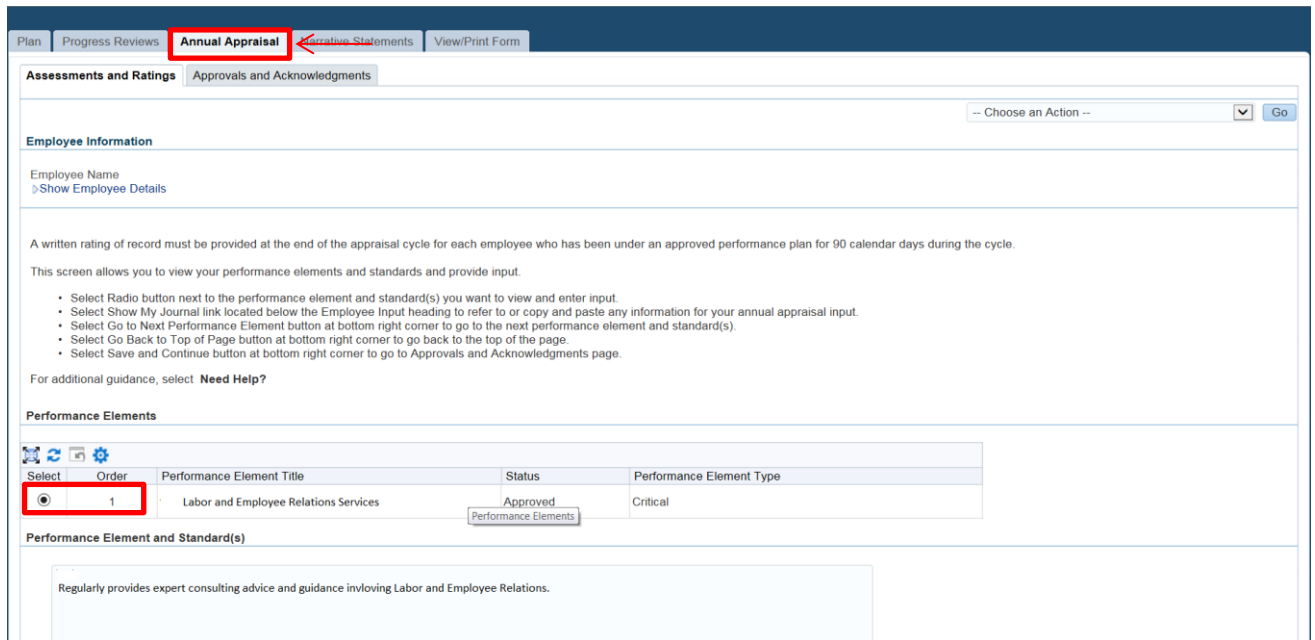 Plan Progress Reviews Annual Appraisal Narrative Statements View/Print Form
Assessments and Ratings Approvals and Acknowledgments
-- Choose an Action -- Go
Employee Information
Employee Name
Show Employee Details
A written rating of record must be provided at the end of the appraisal cycle for each employee who has been under an approved performance plan for 90 calendar days during the cycle.
This screen allows you to view your performance elements and standards and provide input.
• Select Radio button next to the performance element and standard(s) you want to view and enter input.
• Select Show My Journal link located below the Employee Input heading to refer to or copy and paste any information for your annual appraisal input.
• Select Go to Next Performance Element button at bottom right corner to go to the next performance element and standard(s).
• Select Go Back to Top of Page button at bottom right corner to go back to the top of the page.
• Select Save and Continue button at bottom right corner to go to Approvals and Acknowledgments page.
For additional guidance, select Need Help?
Performance Elements
Select Order Performance Element Title Status Performance Element Type
1 Labor and Employee Relations Services Approved Critical
Performance Elements
Performance Element and Standard(s)
Regularly provides expert consulting advice and guidance invloving Labor and Employee Relations.